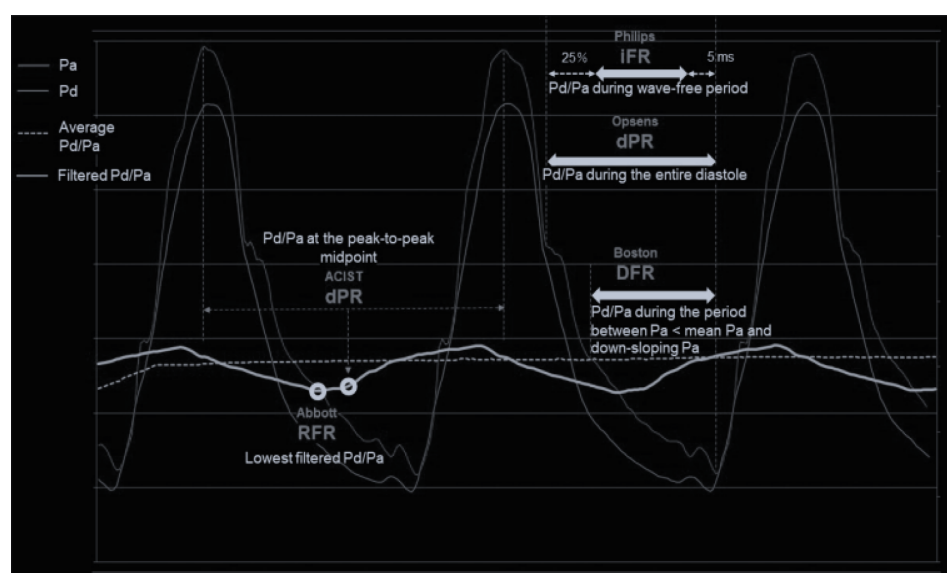 Pa
Pd
Average
Pd/Pa
Filtered Pd/Pa
Philips
iFR
25%
5 ms
Pd/Pa during wave-free period
Opsens
dPR
Pd/Pa during the entire diastole
Pd/Pa at the peak-to-peak
midpoint
ACIST
dPR
Boston
DFR
Pd/Pa during the period
between Pa < mean Pa and
down-sloping Pa
Abbott
RFR
Lowest filtered Pd/Pa